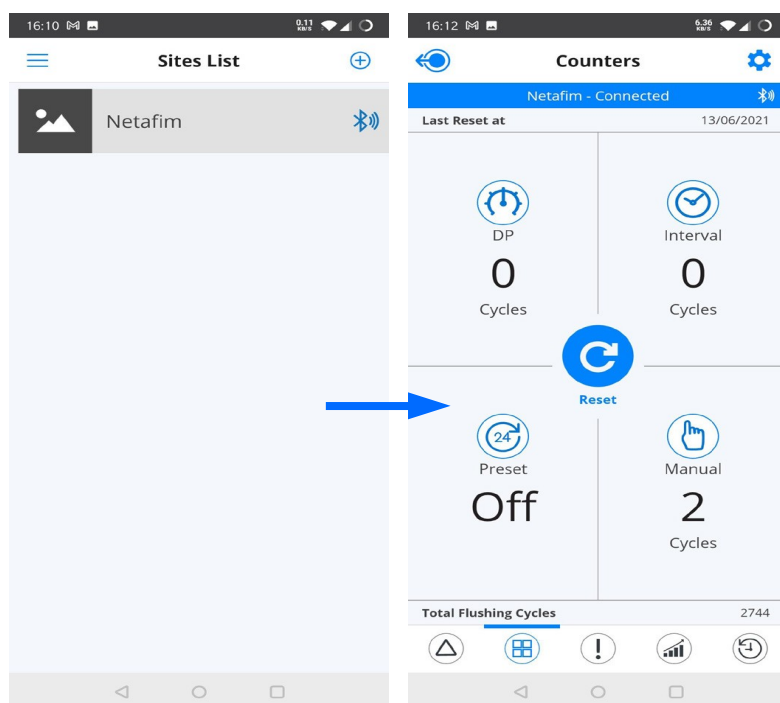 16:10
0.11
KB/S
Sites List
Netafim
16:12
6.36
KB/S
Counters
Netafim - Connected
Last Reset at 13/06/2021
DP
0
Cycles
Interval
0
Cycles
Reset
24
Preset
Off
Manual
2
Cycles
Total Flushing Cycles 2744